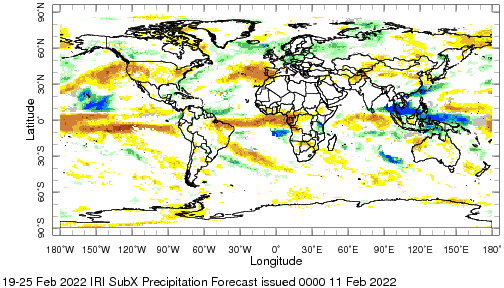 90°N
60°N
30°N
0°
30°S
60°S
90°S
Latitude
180°W 150°W 120°W 90°W 60°W 30°W 0° 30°E 60°E 90°E 120°E 150°E 180°E
Longitude
19-25 Feb 2022 IRI SubX Precipitation Forecast issued 0000 11 Feb 2022